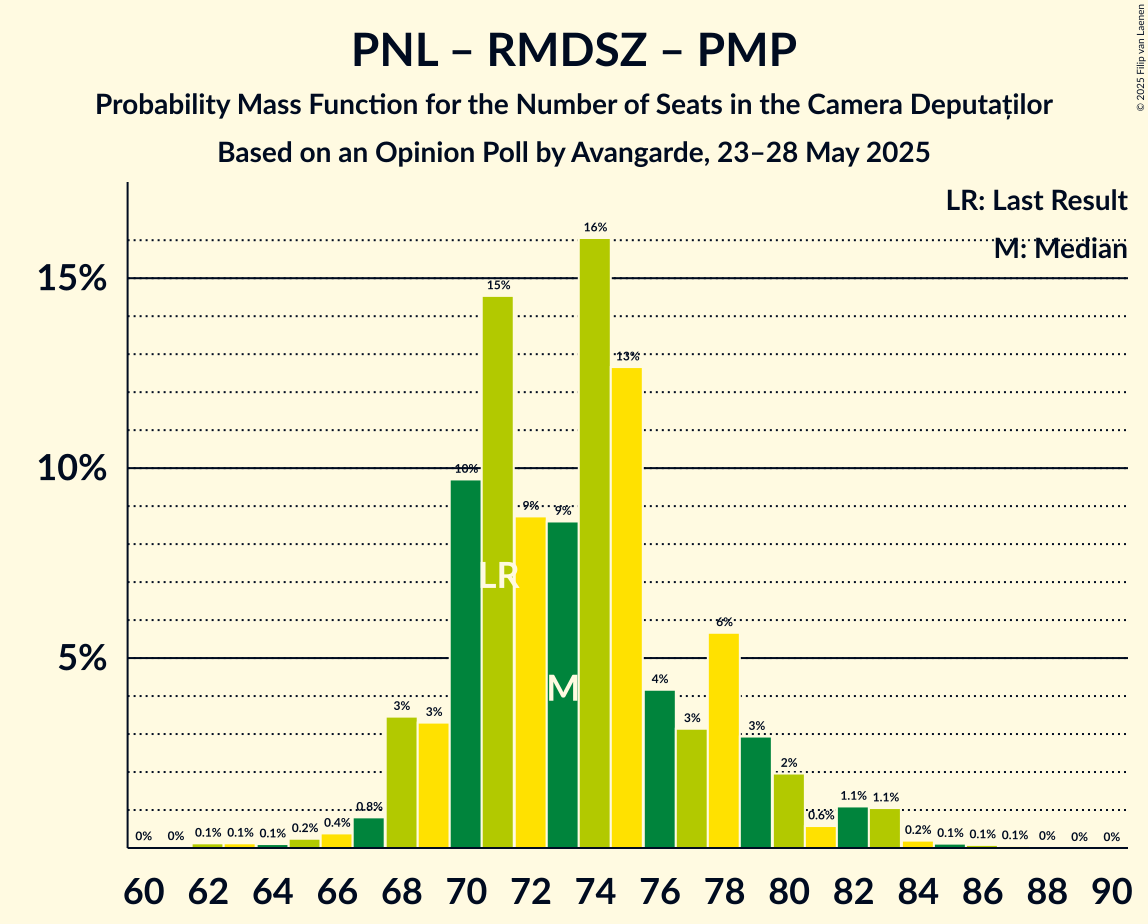 PNL – RMDSZ – PMP
Probability Mass Function for the Number of Seats in the Camera Deputaților
Based on an Opinion Poll by Avangarde, 23–28 May 2025
© 2025 Filip van Laenen
LR: Last Result
M: Median
15%
10%
5%
0% 0% 0.1% 0.1% 0.1% 0.2% 0.4% 0.8% 3% 3% 10% 15% 9% 9% 16% 13% 4% 3% 6% 3% 2% 0.6% 1.1% 1.1% 0.2% 0.1% 0.1% 0.1% 0% 0% 0%
LR
M
60 62 64 66 68 70 72 74 76 78 80 82 84 86 88 90